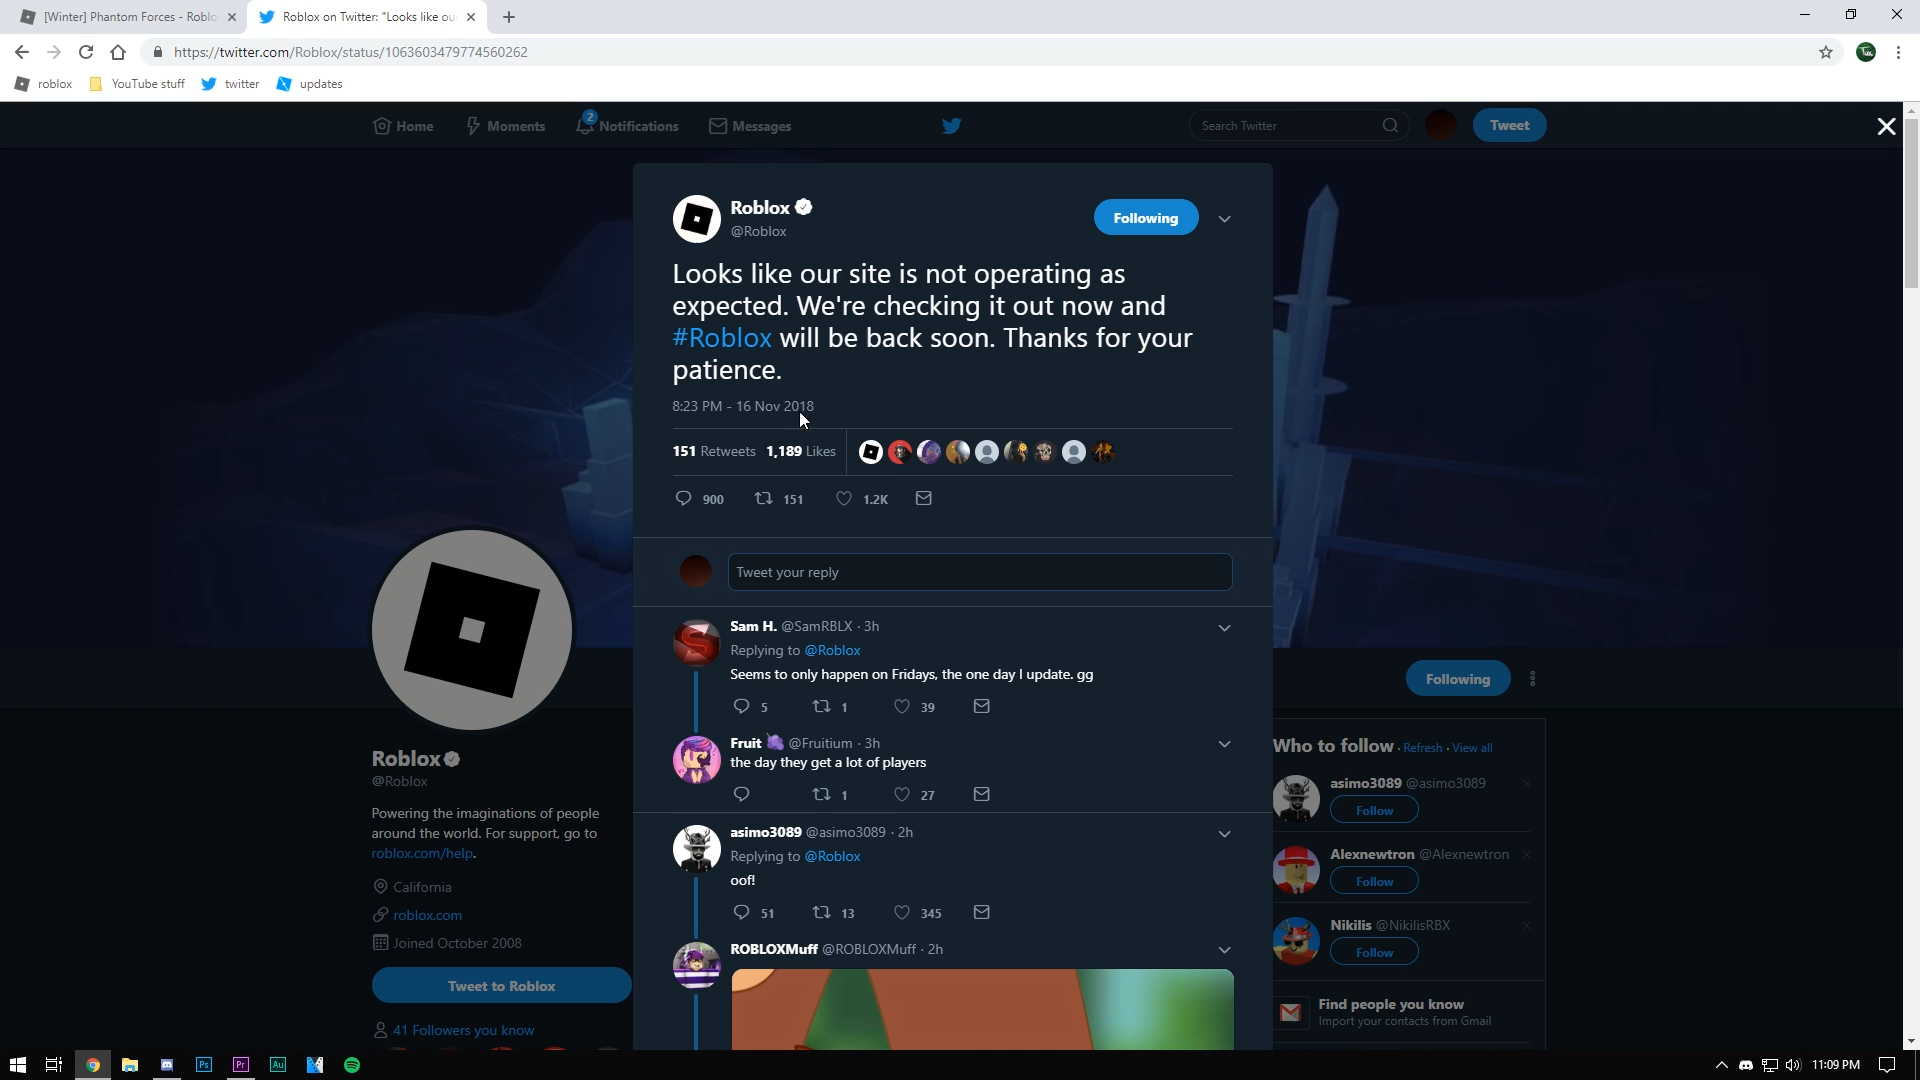 [Winter] Phantom Forces - Roblo
Roblox on Twitter: "Looks like ou
https://twitter.com/Roblox/status/1063603479774560262
roblox
YouTube stuff
twitter
updates
Home
Moments
2
Notifications
Messages
Search Twitter
Tweet
Roblox
@Roblox
Following
Looks like our site is not operating as
expected. We're checking it out now and
#Roblox will be back soon. Thanks for your
patience.
8:23 PM - 16 Nov 2018
151 Retweets 1,189 Likes
900 151 1.2K
Tweet your reply
Sam H. @SamRBLX · 3h
Replying to @Roblox
Seems to only happen on Fridays, the one day I update. gg
5 1 39
Fruit @Fruitium · 3h
the day they get a lot of players
1 27
asimo3089 @asimo3089 · 2h
Replying to @Roblox
oof!
51 13 345
ROBLOXMuff @ROBLOXMuff · 2h
Roblox
@Roblox
Powering the imaginations of people
around the world. For support, go to
roblox.com/help.
California
roblox.com
Joined October 2008
Tweet to Roblox
41 Followers you know
Following
Who to follow · Refresh · View all
asimo3089 @asimo3089
Follow
Alexnewtron @Alexnewtron
Follow
Nikilis @NikilisRBX
Follow
Find people you know
Import your contacts from Gmail
Ps
Pr
Au
11:09 PM